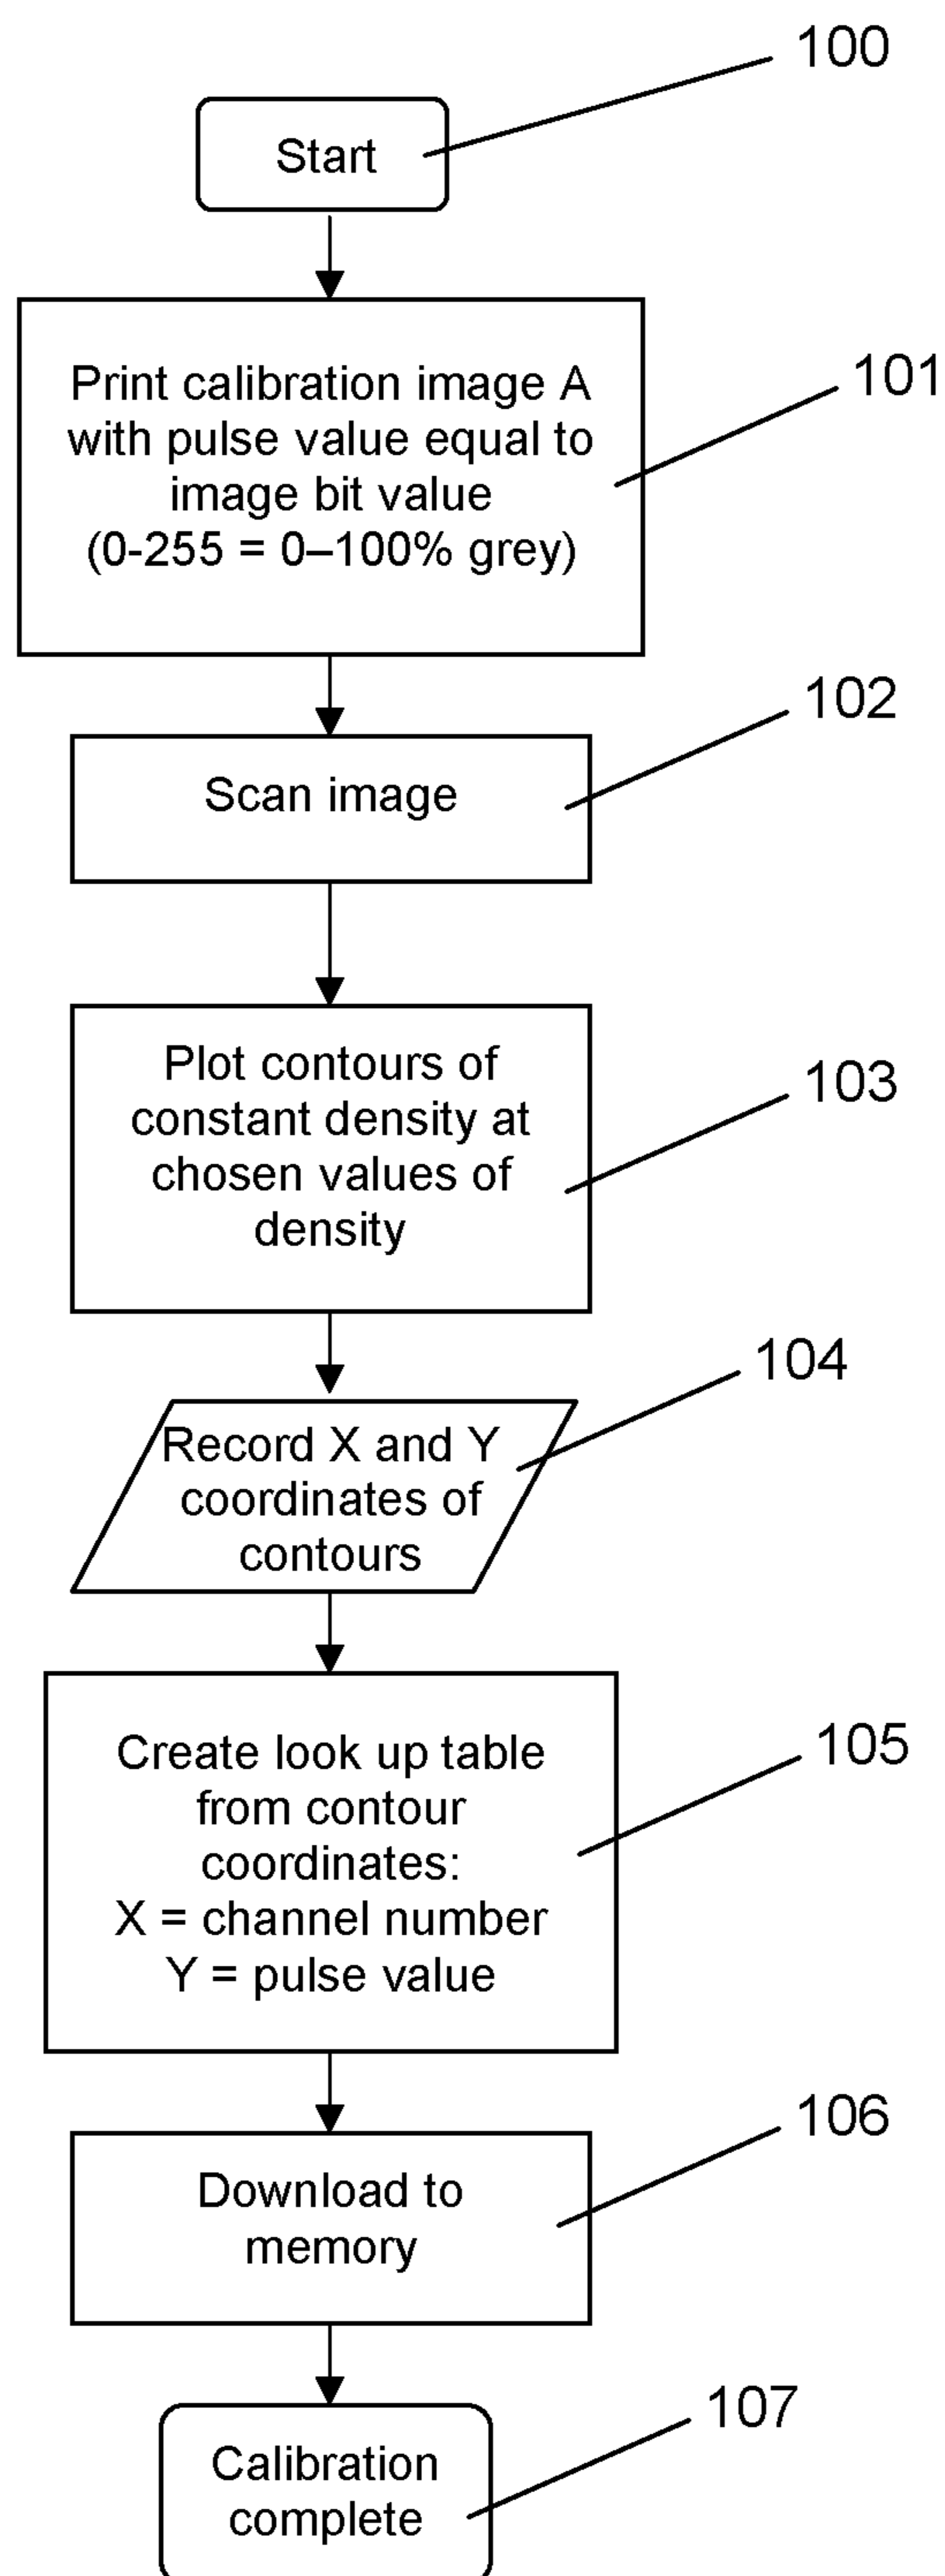 100
Start
Print calibration image A
with pulse value equal to
image bit value
(0-255 = 0–100% grey)
101
102
Scan image
Plot contours of
constant density at
chosen values of
density
103
104
Record X and Y
coordinates of
contours
Create look up table
from contour
coordinates:
X = channel number
Y = pulse value
105
106
Download to
memory
107
Calibration
complete